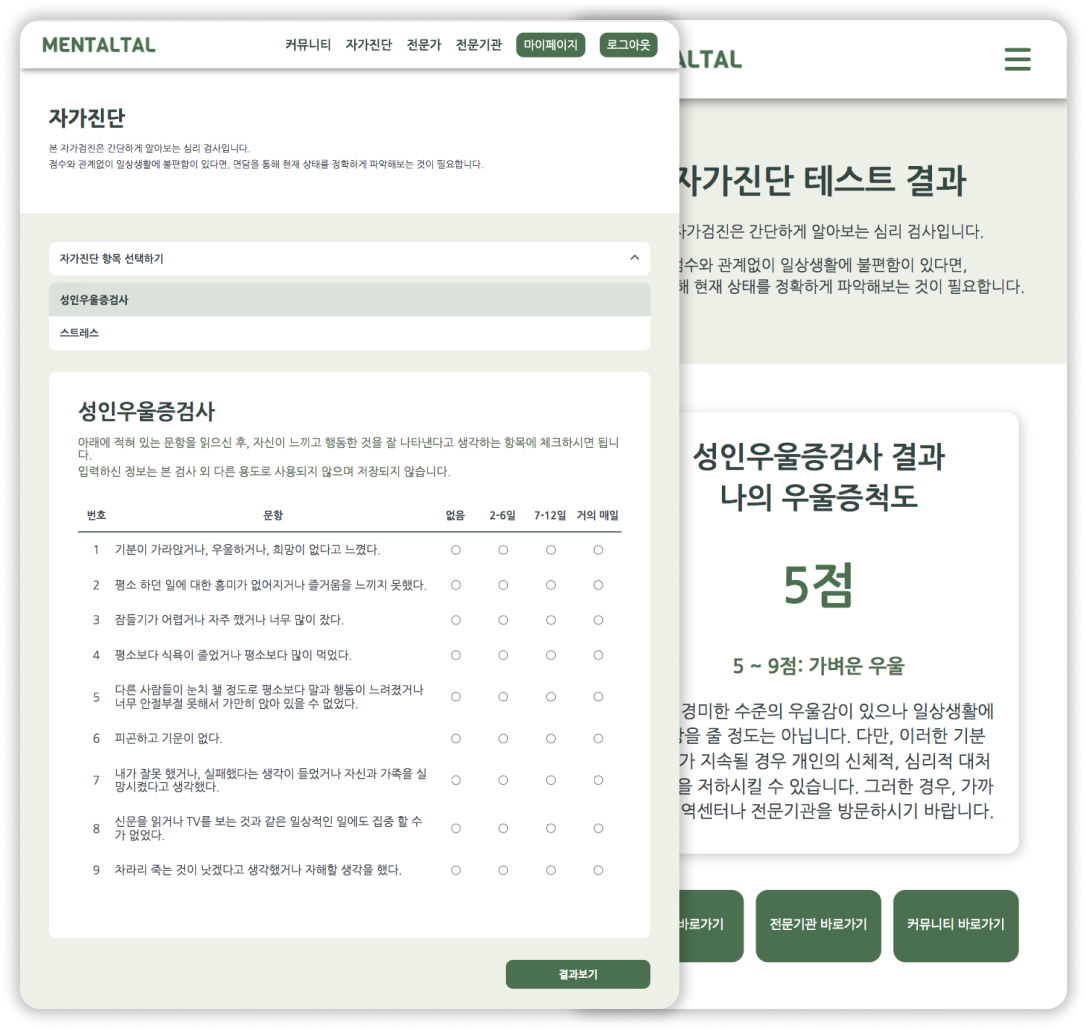 MENTALTAL
커뮤니티 자가진단 전문가 전문기관 마이페이지 로그아웃
자가진단
본 자가검진은 간단하게 알아보는 심리 검사입니다.
점수와 관계없이 일상생활에 불편함이 있다면, 면담을 통해 현재 상태를 정확하게 파악해보는 것이 필요합니다.
자가진단 항목 선택하기
성인우울증검사
스트레스
성인우울증검사
아래에 적혀 있는 문항을 읽으신 후, 자신이 느끼고 행동한 것을 잘 나타낸다고 생각하는 항목에 체크하시면 됩니
다.
입력하신 정보는 본 검사 외 다른 용도로 사용되지 않으며 저장되지 않습니다.
번호 문항 없음 2-6일 7-12일 거의 매일
1 기분이 가라앉거나, 우울하거나, 희망이 없다고 느꼈다.
2 평소 하던 일에 대한 흥미가 없어지거나 즐거움을 느끼지 못했다.
3 잠들기가 어렵거나 자주 깼거나 너무 많이 잤다.
4 평소보다 식욕이 줄었거나 평소보다 많이 먹었다.
5 다른 사람들이 눈치 챌 정도로 평소보다 말과 행동이 느려졌거나
너무 안절부절 못해서 가만히 앉아 있을 수 없었다.
6 피곤하고 기운이 없다.
7 내가 잘못 했거나, 실패했다는 생각이 들었거나 자신과 가족을 실
망시켰다고 생각했다.
8 신문을 읽거나 TV를 보는 것과 같은 일상적인 일에도 집중 할 수
가 없었다.
9 차라리 죽는 것이 낫겠다고 생각했거나 자해할 생각을 했다.
결과보기
ALTAL
자가진단 테스트 결과
자가검진은 간단하게 알아보는 심리 검사입니다.
점수와 관계없이 일상생활에 불편함이 있다면,
해 현재 상태를 정확하게 파악해보는 것이 필요합니다.
성인우울증검사 결과
나의 우울증척도
5점
5 ~ 9점: 가벼운 우울
경미한 수준의 우울감이 있으나 일상생활에
을 줄 정도는 아닙니다. 다만, 이러한 기분
가 지속될 경우 개인의 신체적, 심리적 대처
을 저하시킬 수 있습니다. 그러한 경우, 가까
역센터나 전문기관을 방문하시기 바랍니다.
바로가기 전문기관 바로가기 커뮤니티 바로가기